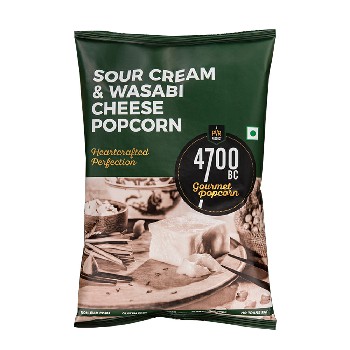 SOUR CREAM
& WASABI
CHEESE
POPCORN
Heartcrafted
Perfection
PVR
4700
BC
Gourmet
popcorn